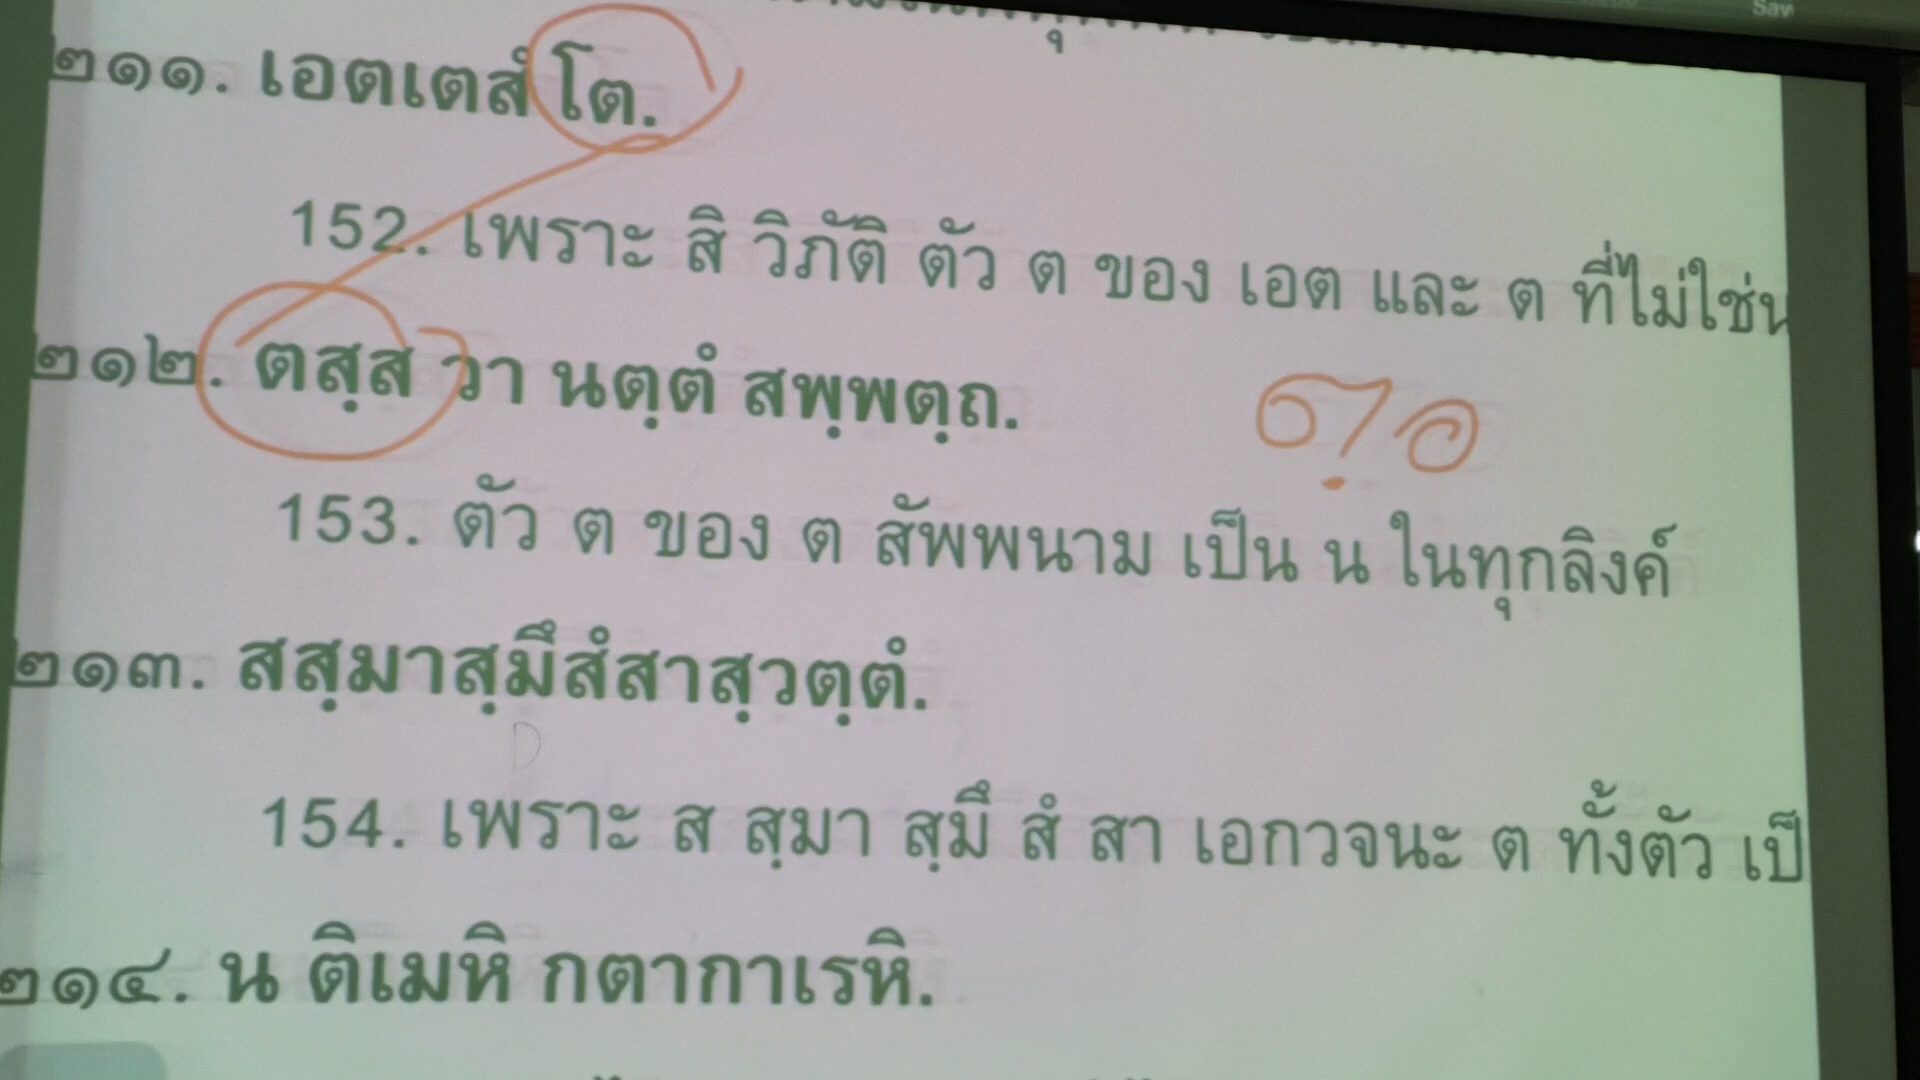 ๒๑๑. เอตเตสํ โต.
152. เพราะ สิ วิภัติ ตัว ต ของ เอต และ ต ที่ไม่ใช่น
๒๑๒. ตสฺส วา นตฺตํ สพฺพตฺถ.
ตฺอ
153. ตัว ต ของ ต สัพพนาม เป็น น ในทุกลิงค์
๒๑๓. สสฺมาสฺมึสํสาสฺวตฺตํ.
154. เพราะ ส สฺมา สฺมึ สํ สา เอกวจนะ ต ทั้งตัว เป็
๒๑๔. น ติเมหิ กตากาเรหิ.